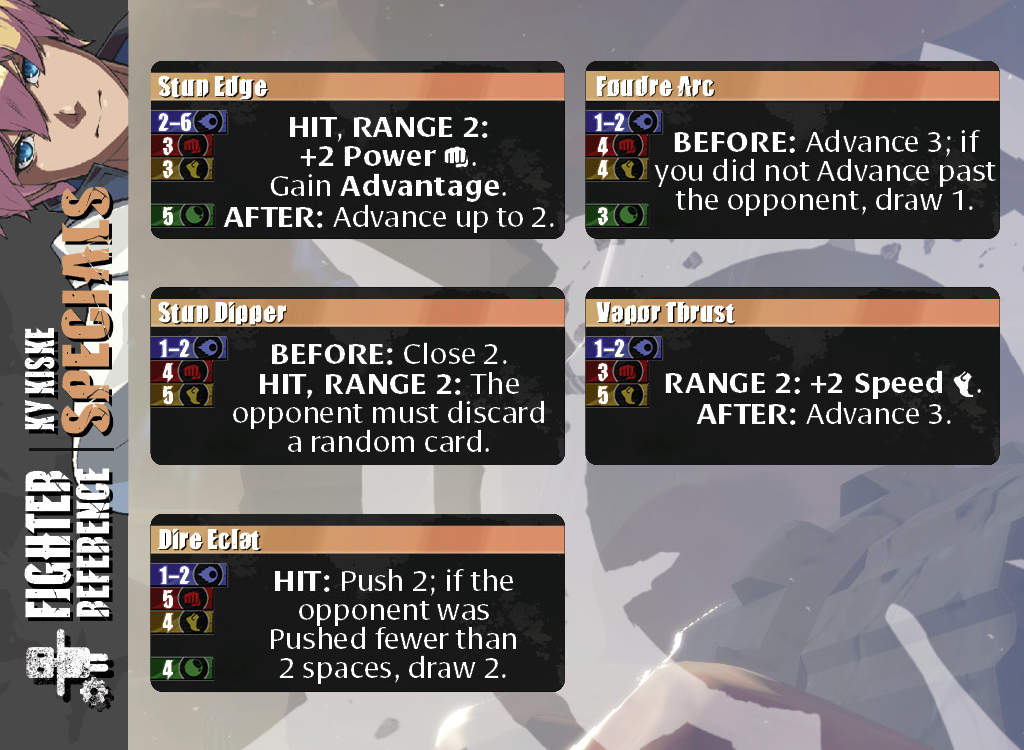 FIGHTER REFERENCE
KY KISKE
SPECIALS
Stun Edge
2–6
3
3
5
HIT, RANGE 2:
+2 Power .
Gain Advantage.
AFTER: Advance up to 2.
Foudre Arc
1–2
4
4
3
BEFORE: Advance 3; if
you did not Advance past
the opponent, draw 1.
Stun Dipper
1–2
4
5
BEFORE: Close 2.
HIT, RANGE 2: The
opponent must discard
a random card.
Vapor Thrust
1–2
3
5
RANGE 2: +2 Speed .
AFTER: Advance 3.
Dire Eclat
1–2
5
4
4
HIT: Push 2; if the
opponent was
Pushed fewer than
2 spaces, draw 2.